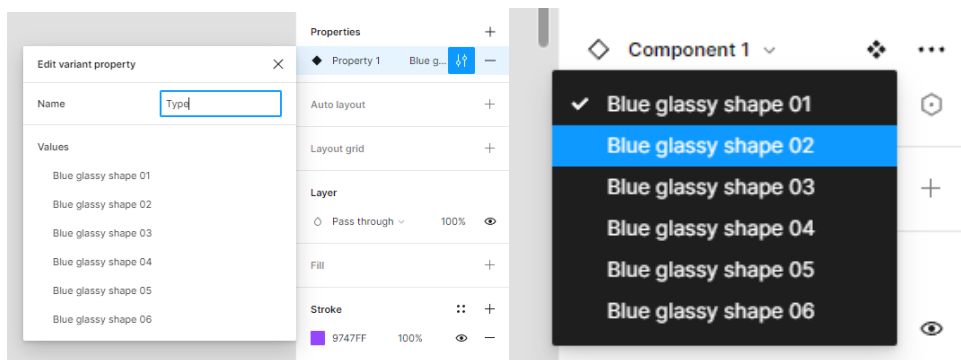 Edit variant property
Name
Type
Values
Blue glassy shape 01
Blue glassy shape 02
Blue glassy shape 03
Blue glassy shape 04
Blue glassy shape 05
Blue glassy shape 06
Properties
Property 1 Blue g...
Auto layout
Layout grid
Layer
Pass through 100%
Fill
Stroke
9747FF 100%
Component 1
Blue glassy shape 01
Blue glassy shape 02
Blue glassy shape 03
Blue glassy shape 04
Blue glassy shape 05
Blue glassy shape 06